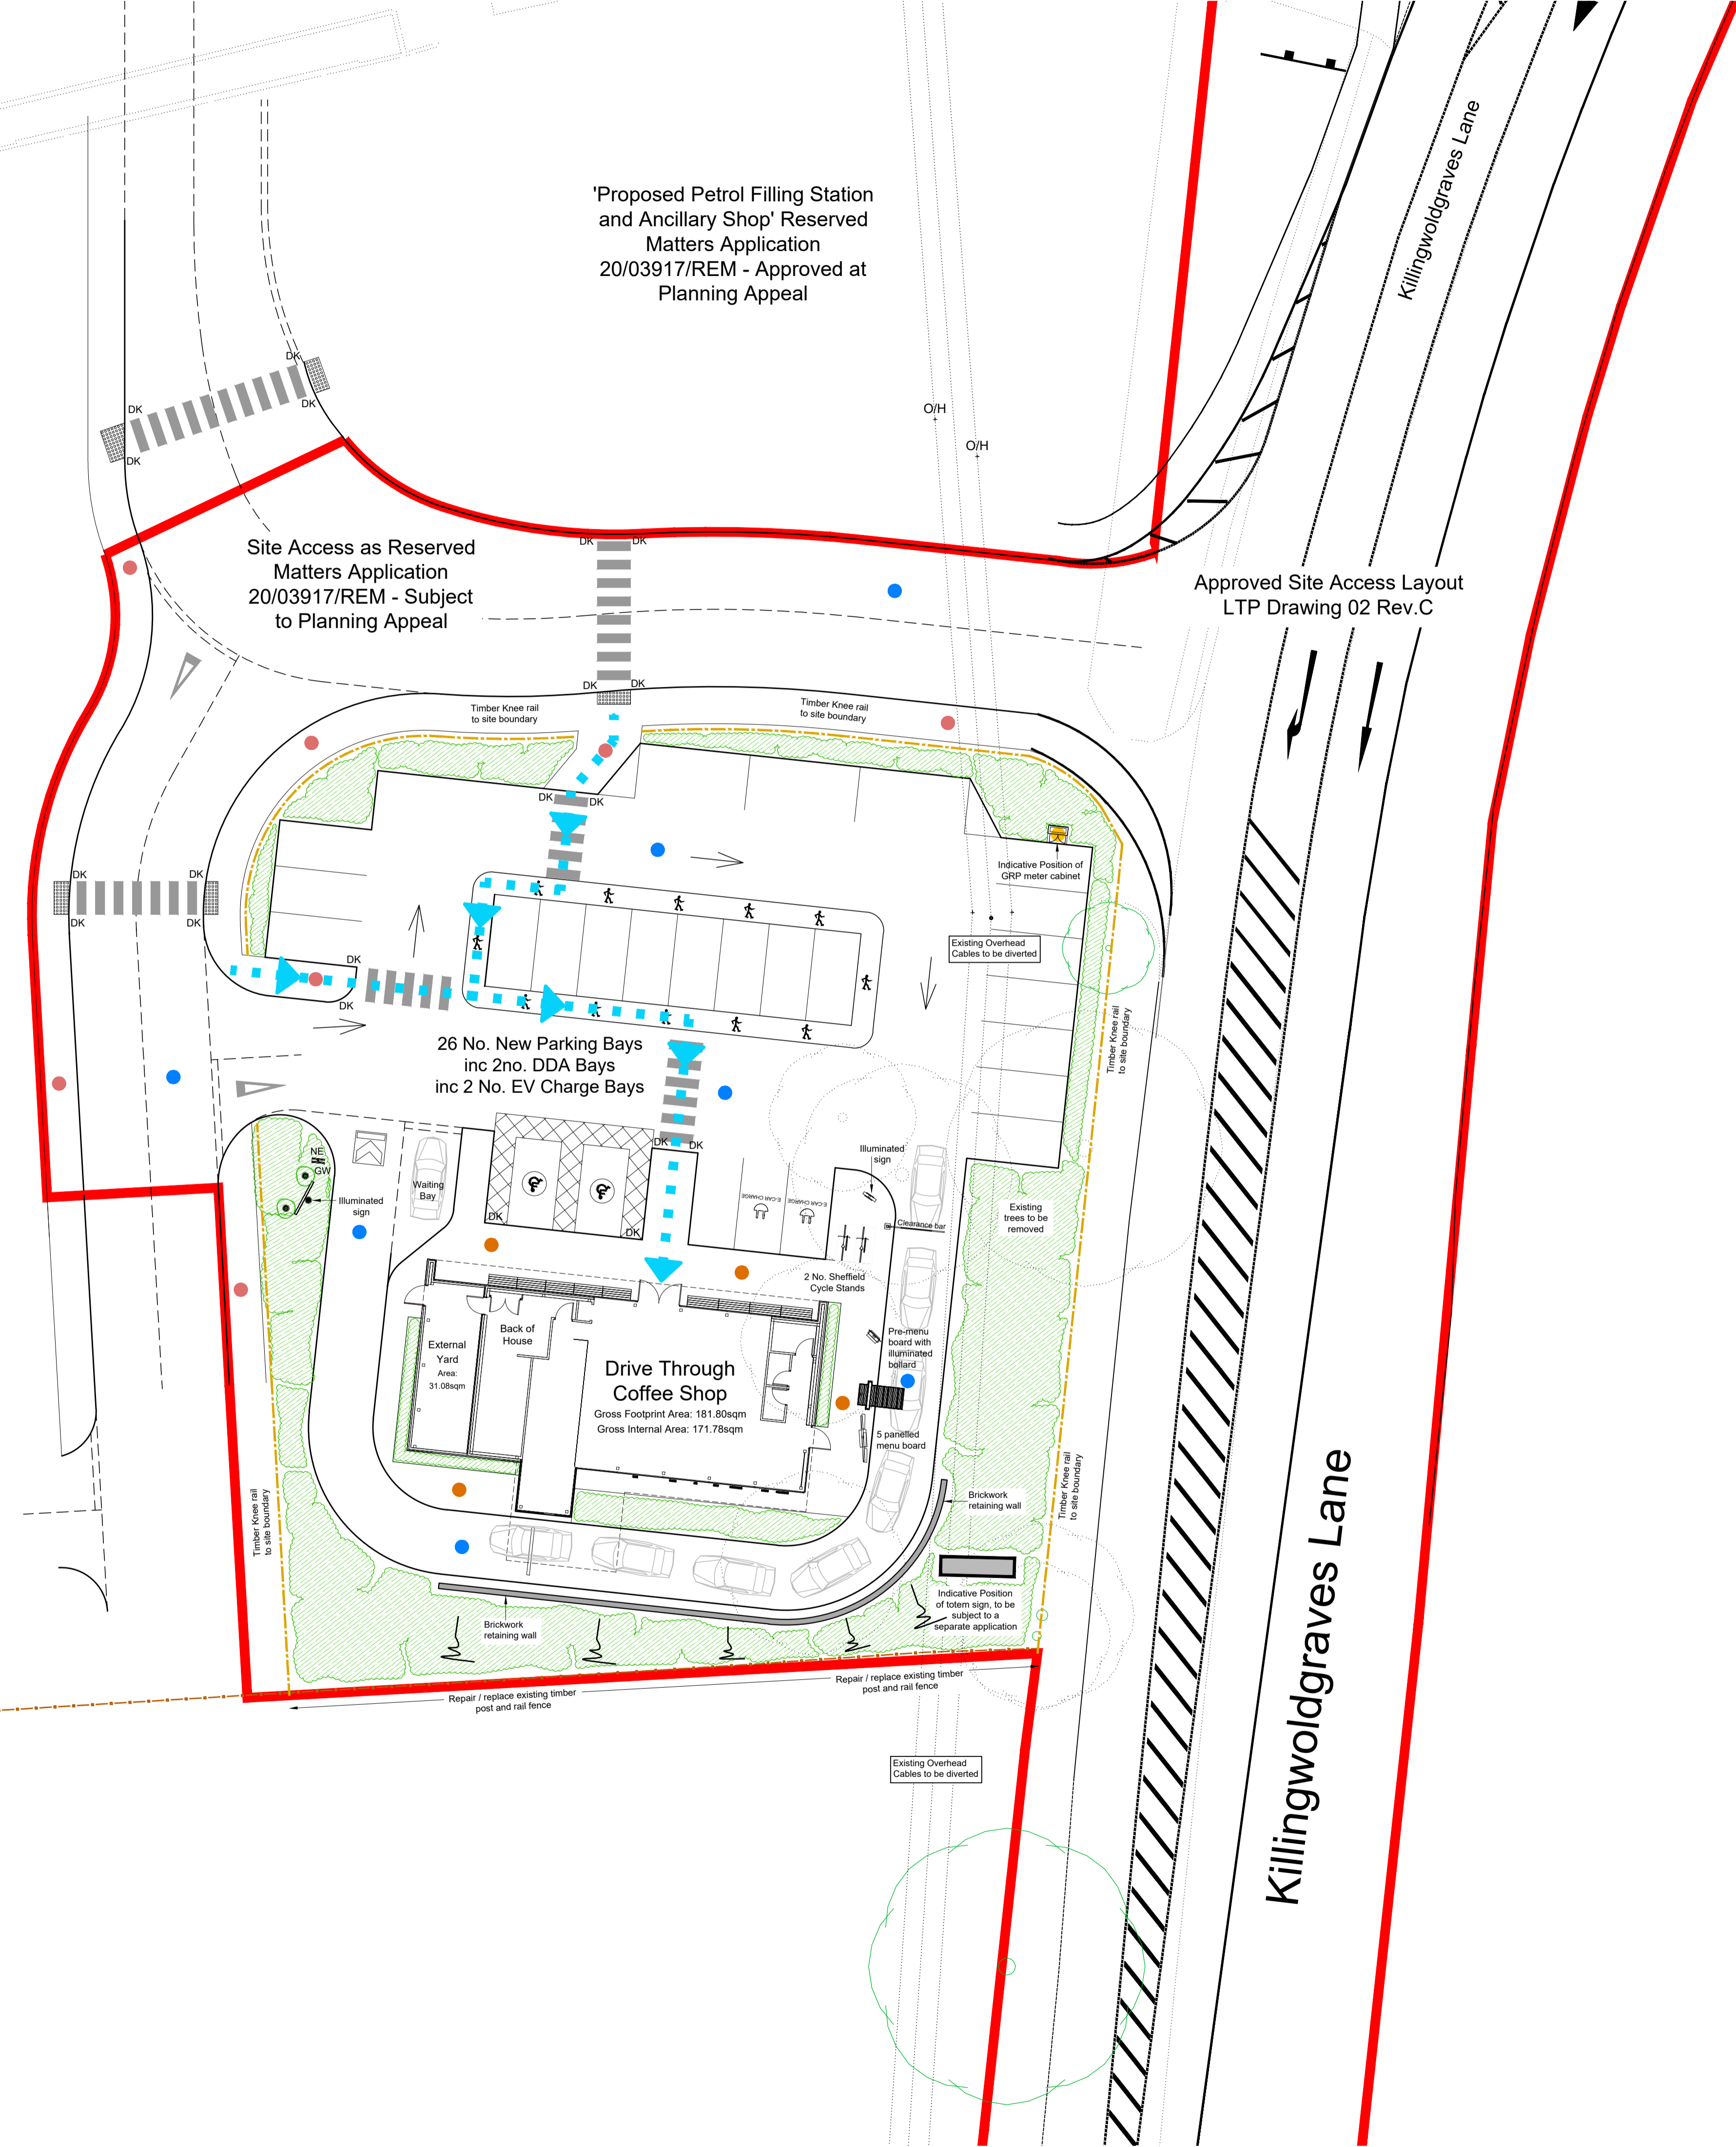 Killingwoldgraves Lane
'Proposed Petrol Filling Station
and Ancillary Shop' Reserved
Matters Application
20/03917/REM - Approved at
Planning Appeal
DK
DK
DK
DK
O/H
O/H
Site Access as Reserved
Matters Application
20/03917/REM - Subject
to Planning Appeal
DK
DK
Approved Site Access Layout
LTP Drawing 02 Rev.C
DK
DK
Timber Knee rail
to site boundary
Timber Knee rail
to site boundary
DK
DK
Indicative Position of
GRP meter cabinet
DK
DK
DK
DK
Existing Overhead
Cables to be diverted
DK
DK
Timber Knee rail
to site boundary
26 No. New Parking Bays
inc 2no. DDA Bays
inc 2 No. EV Charge Bays
DK
DK
NE
GW
Illuminated
sign
Waiting
Bay
Illuminated
sign
E-CAR CHARGE
E-CAR CHARGE
DK
DK
Clearance bar
Existing
trees to be
removed
2 No. Sheffield
Cycle Stands
Back of
House
External
Yard
Area:
31.08sqm
Drive Through
Coffee Shop
Gross Footprint Area: 181.80sqm
Gross Internal Area: 171.78sqm
Pre-menu
board with
illuminated
bollard
5 panelled
menu board
Timber Knee rail
to site boundary
Timber Knee rail
to site boundary
Brickwork
retaining wall
Indicative Position
of totem sign, to be
subject to a
separate application
Brickwork
retaining wall
Repair / replace existing timber
post and rail fence
Repair / replace existing timber
post and rail fence
Existing Overhead
Cables to be diverted
Killingwoldgraves Lane